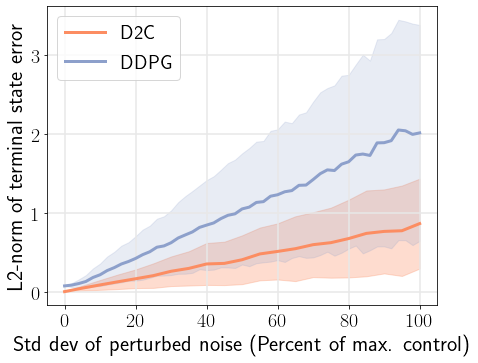 D2C
DDPG
L2-norm of terminal state error
3
2
1
0
0 20 40 60 80 100
Std dev of perturbed noise (Percent of max. control)